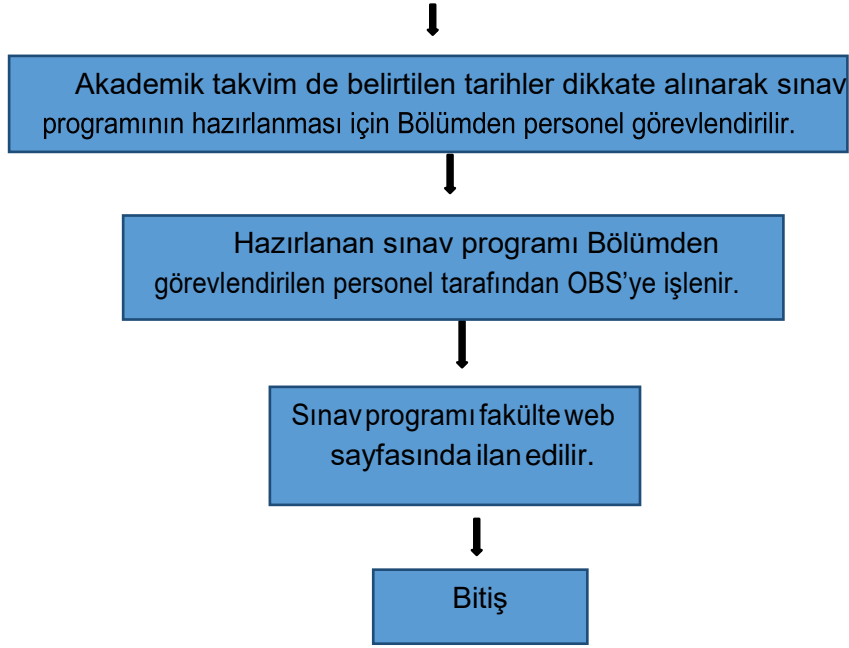 Akademik takvim de belirtilen tarihler dikkate alınarak sınav
programının hazırlanması için Bölümden personel görevlendirilir.
Hazırlanan sınav programı Bölümden
görevlendirilen personel tarafından OBS’ye işlenir.
Sınav programı fakülte web
sayfasında ilan edilir.
Bitiş